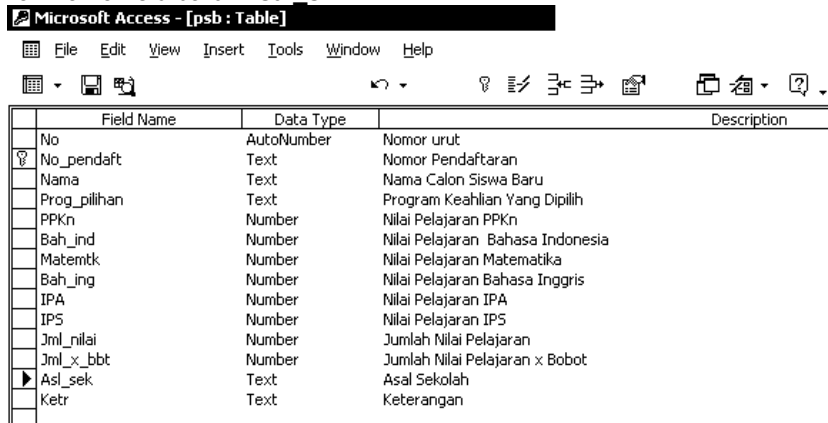 Microsoft Access - [psb : Table]
File Edit View Insert Tools Window Help
Field Name Data Type Description
No AutoNumber Nomor urut
No_pendaft Text Nomor Pendaftaran
Nama Text Nama Calon Siswa Baru
Prog_pilihan Text Program Keahlian Yang Dipilih
PPKn Number Nilai Pelajaran PPKn
Bah_ind Number Nilai Pelajaran Bahasa Indonesia
Matemtk Number Nilai Pelajaran Matematika
Bah_ing Number Nilai Pelajaran Bahasa Inggris
IPA Number Nilai Pelajaran IPA
IPS Number Nilai Pelajaran IPS
Jml_nilai Number Jumlah Nilai Pelajaran
Jml_x_bbt Number Jumlah Nilai Pelajaran x Bobot
Asl_sek Text Asal Sekolah
Ketr Text Keterangan